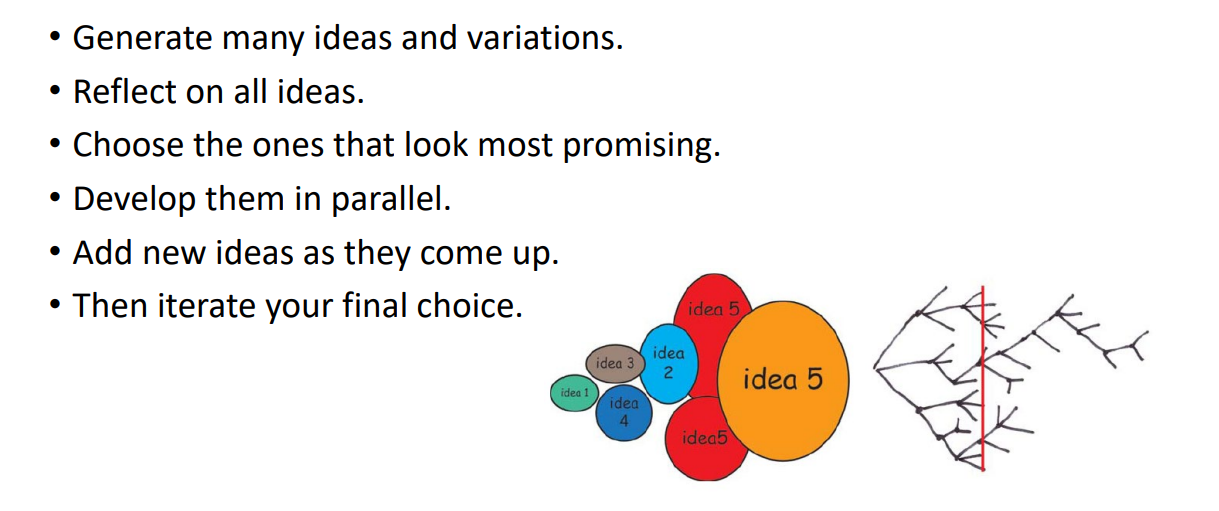 • Generate many ideas and variations.
• Reflect on all ideas.
• Choose the ones that look most promising.
• Develop them in parallel.
• Add new ideas as they come up.
• Then iterate your final choice.
idea 5
idea
2
idea 3
idea 5
idea 1
idea
4
idea5